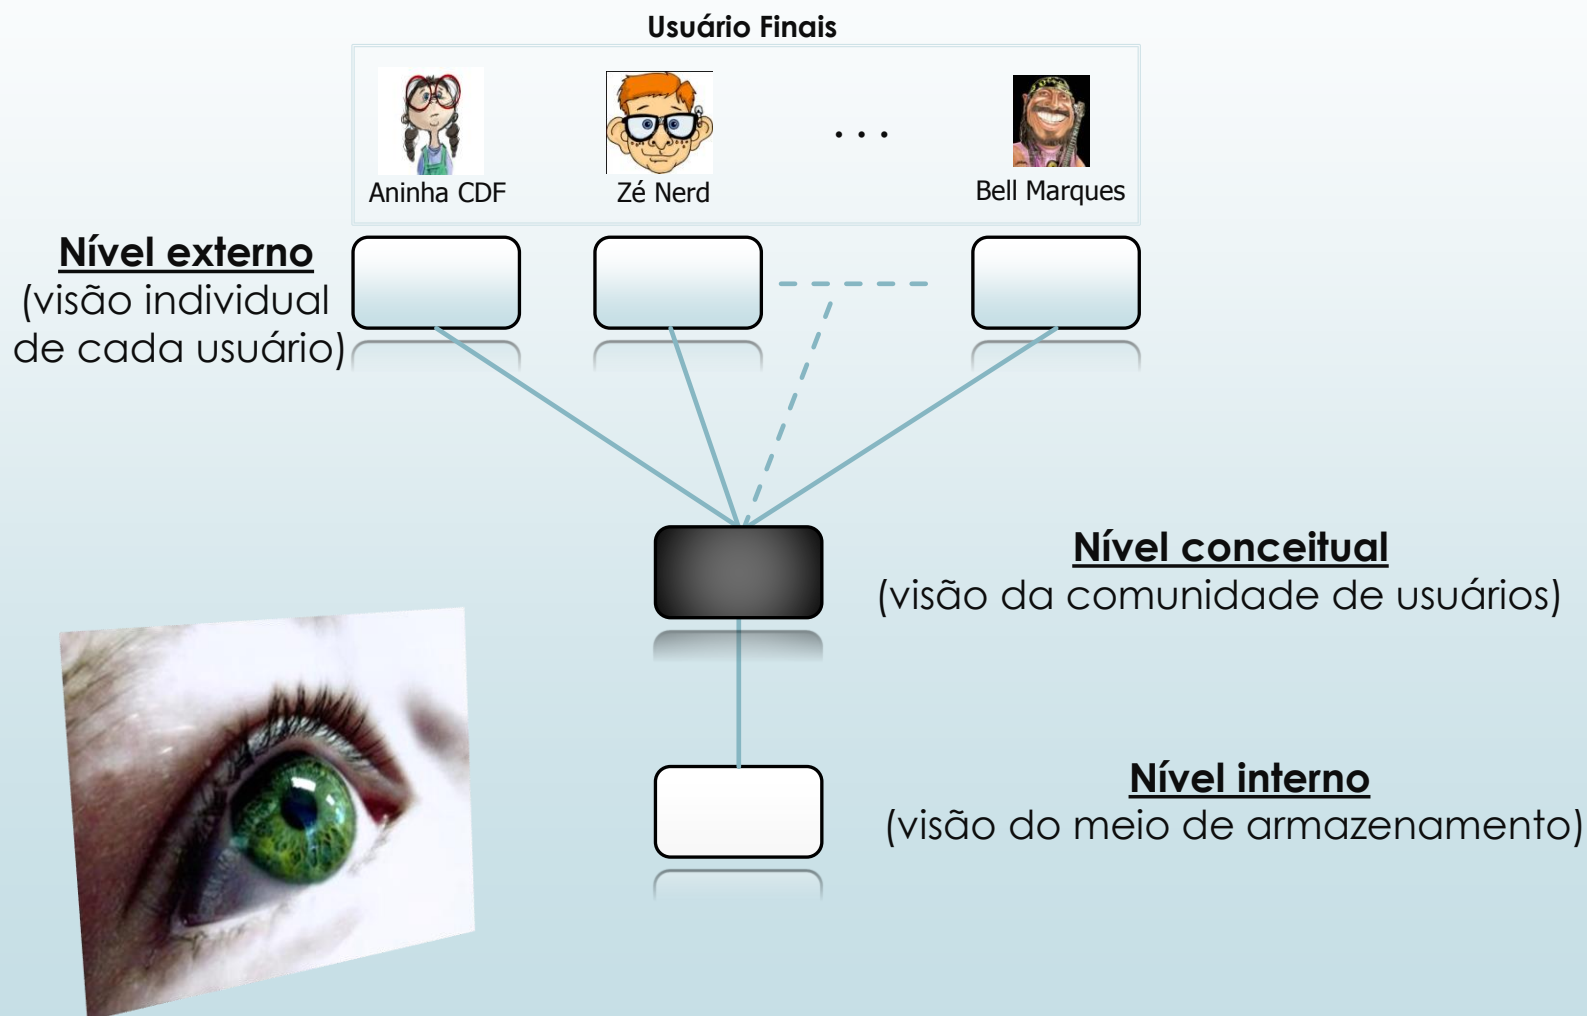 Usuário Finais
Aninha CDF
Zé Nerd
. . .
Bell Marques
Nível externo
(visão individual
de cada usuário)
Nível conceitual
(visão da comunidade de usuários)
Nível interno
(visão do meio de armazenamento)